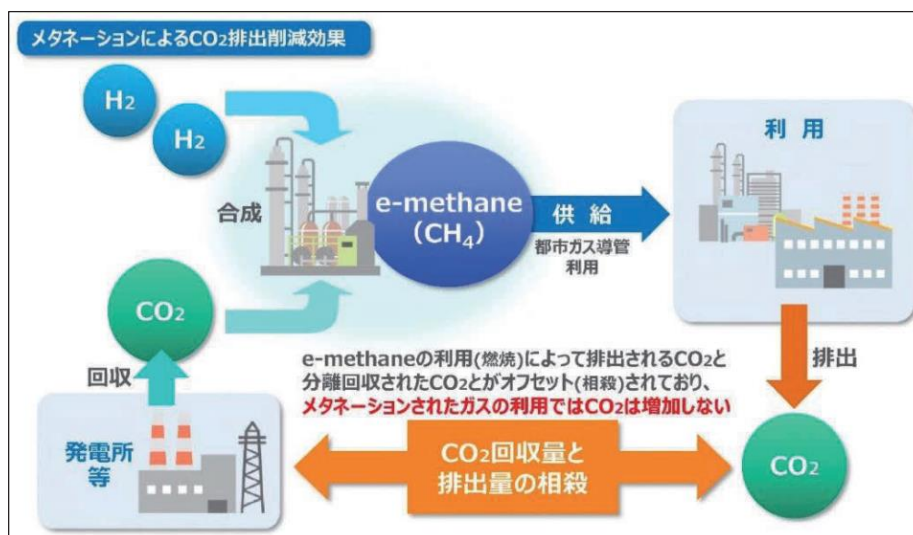 メタネーションによるCO₂排出削減効果
H₂
H₂
合成
e-methane
(CH₄)
供給
都市ガス導管
利用
利用
CO₂
回収
発電所
等
e-methaneの利用(燃焼)によって排出されるCO₂と
分離回収されたCO₂とがオフセット(相殺)されており、
メタネーションされたガスの利用ではCO₂は増加しない
排出
CO₂回収量と
排出量の相殺
CO₂